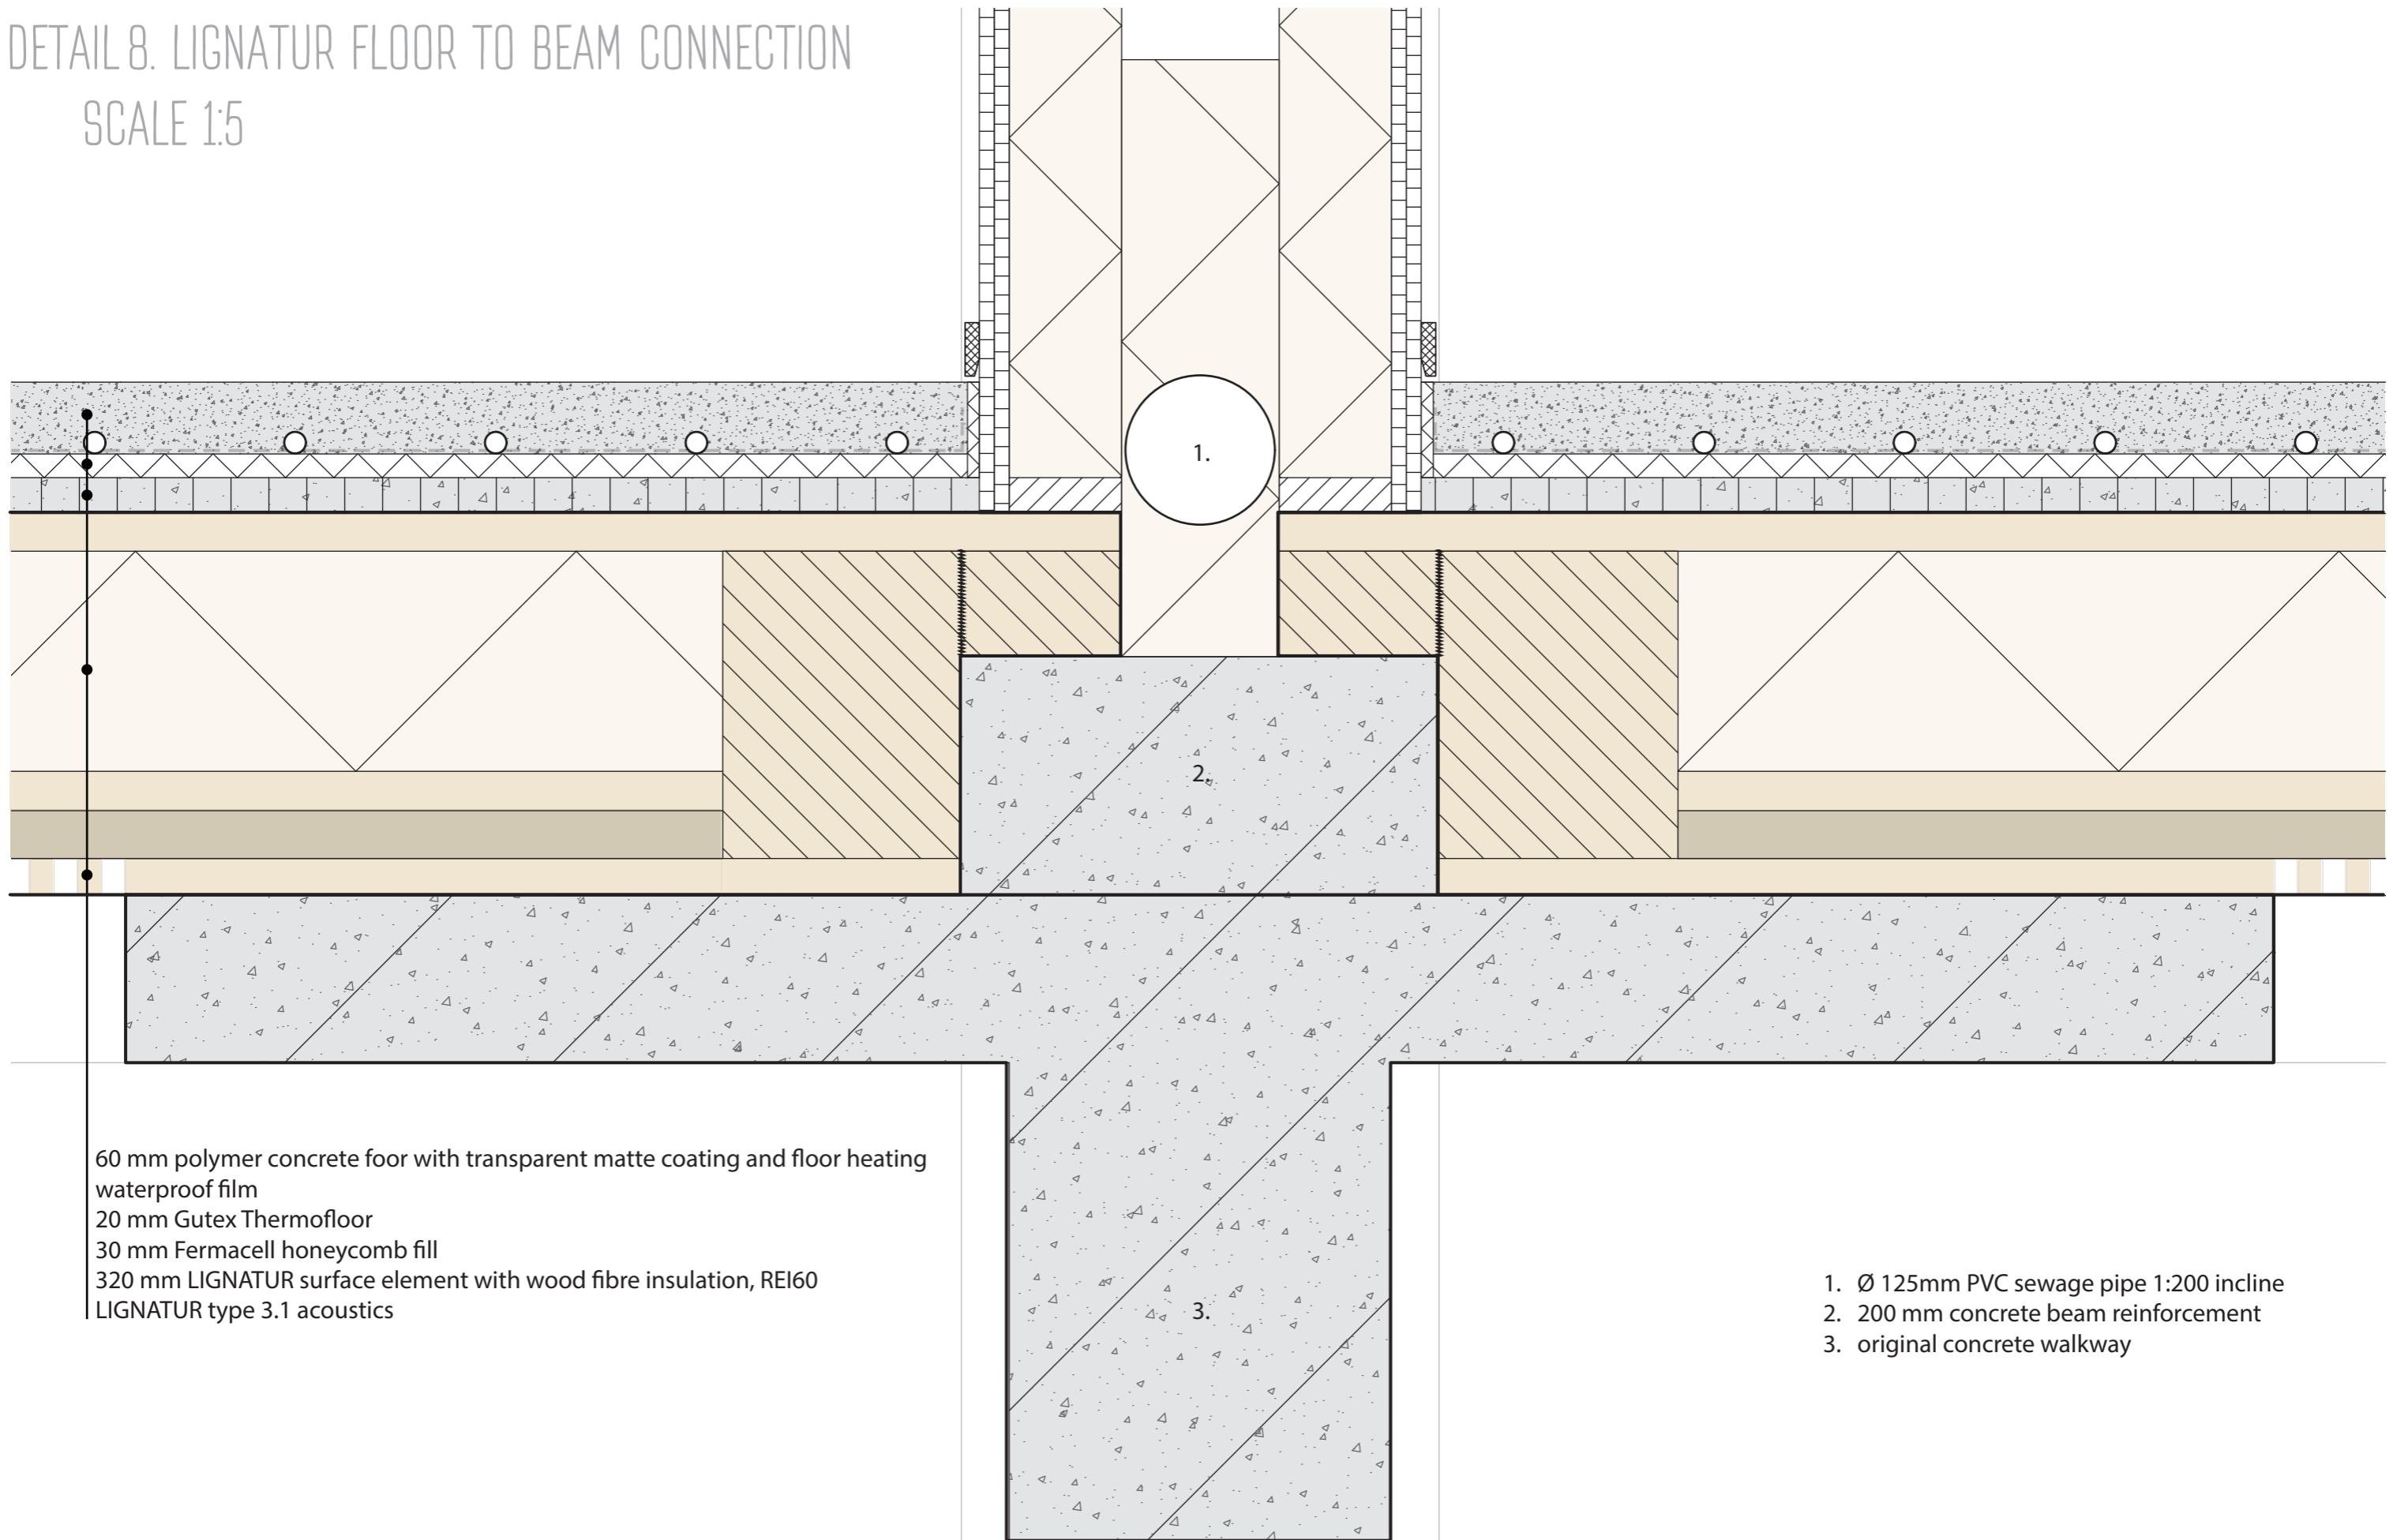 DETAIL 8. LIGNATUR FLOOR TO BEAM CONNECTION
SCALE 1:5
1.
2.
60 mm polymer concrete foor with transparent matte coating and floor heating
waterproof film
20 mm Gutex Thermofloor
30 mm Fermacell honeycomb fill
320 mm LIGNATUR surface element with wood fibre insulation, REI60
LIGNATUR type 3.1 acoustics
3.
1. Ø 125mm PVC sewage pipe 1:200 incline
2. 200 mm concrete beam reinforcement
3. original concrete walkway